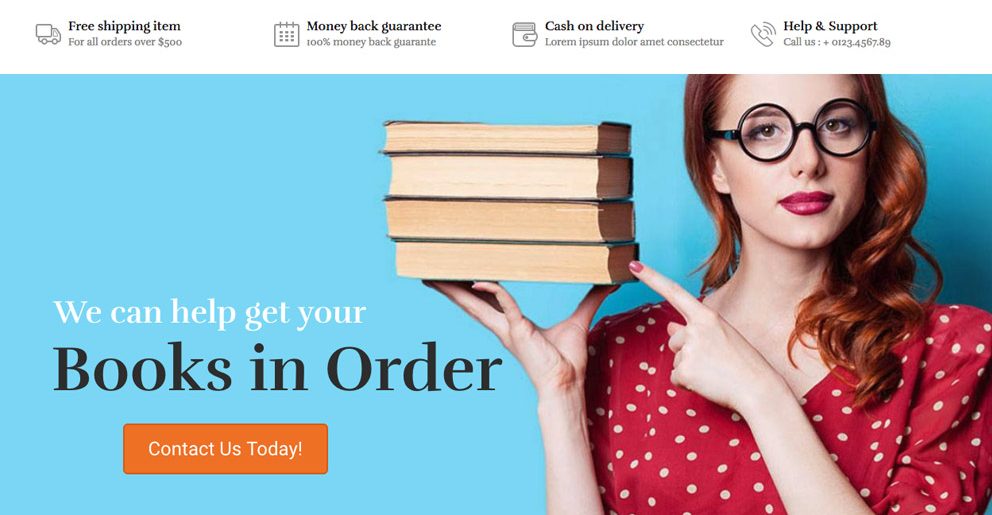 Free shipping item
For all orders over $500
Money back guarantee
100% money back guarante
Cash on delivery
Lorem ipsum dolor amet consectetur
Help & Support
Call us : + 0123.4567.89
We can help get your
Books in Order
Contact Us Today!